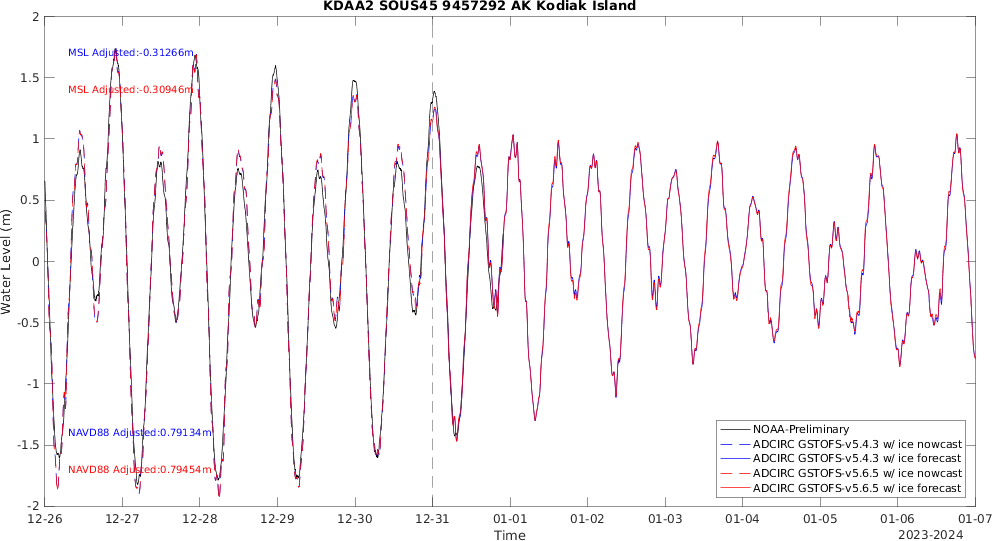 KDAA2 SOUS45 9457292 AK Kodiak Island
Water Level (m)
2
1.5
1
0.5
0
-0.5
-1
-1.5
-2
MSL Adjusted:-0.31266m
MSL Adjusted:-0.30946m
NAVD88 Adjusted:0.79134m
NAVD88 Adjusted:0.79454m
NOAA-Preliminary
ADCIRC GSTOFS-v5.4.3 w/ ice nowcast
ADCIRC GSTOFS-v5.4.3 w/ ice forecast
ADCIRC GSTOFS-v5.6.5 w/ ice nowcast
ADCIRC GSTOFS-v5.6.5 w/ ice forecast
12-26 12-27 12-28 12-29 12-30 12-31 01-01 01-02 01-03 01-04 01-05 01-06 01-07
Time
2023-2024